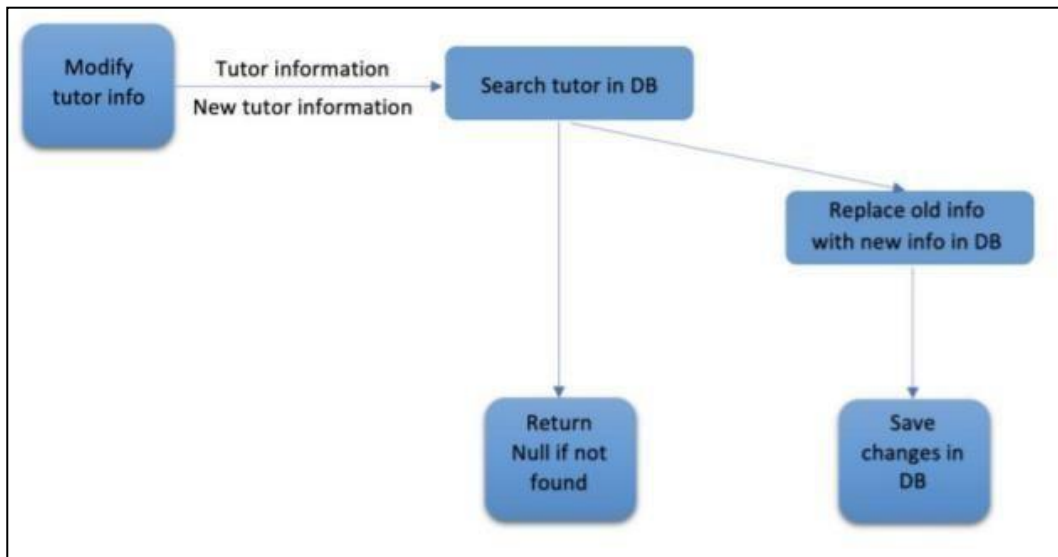 Modify
tutor info
Tutor information
New tutor information
Search tutor in DB
Replace old info
with new info in DB
Return
Null if not
found
Save
changes in
DB